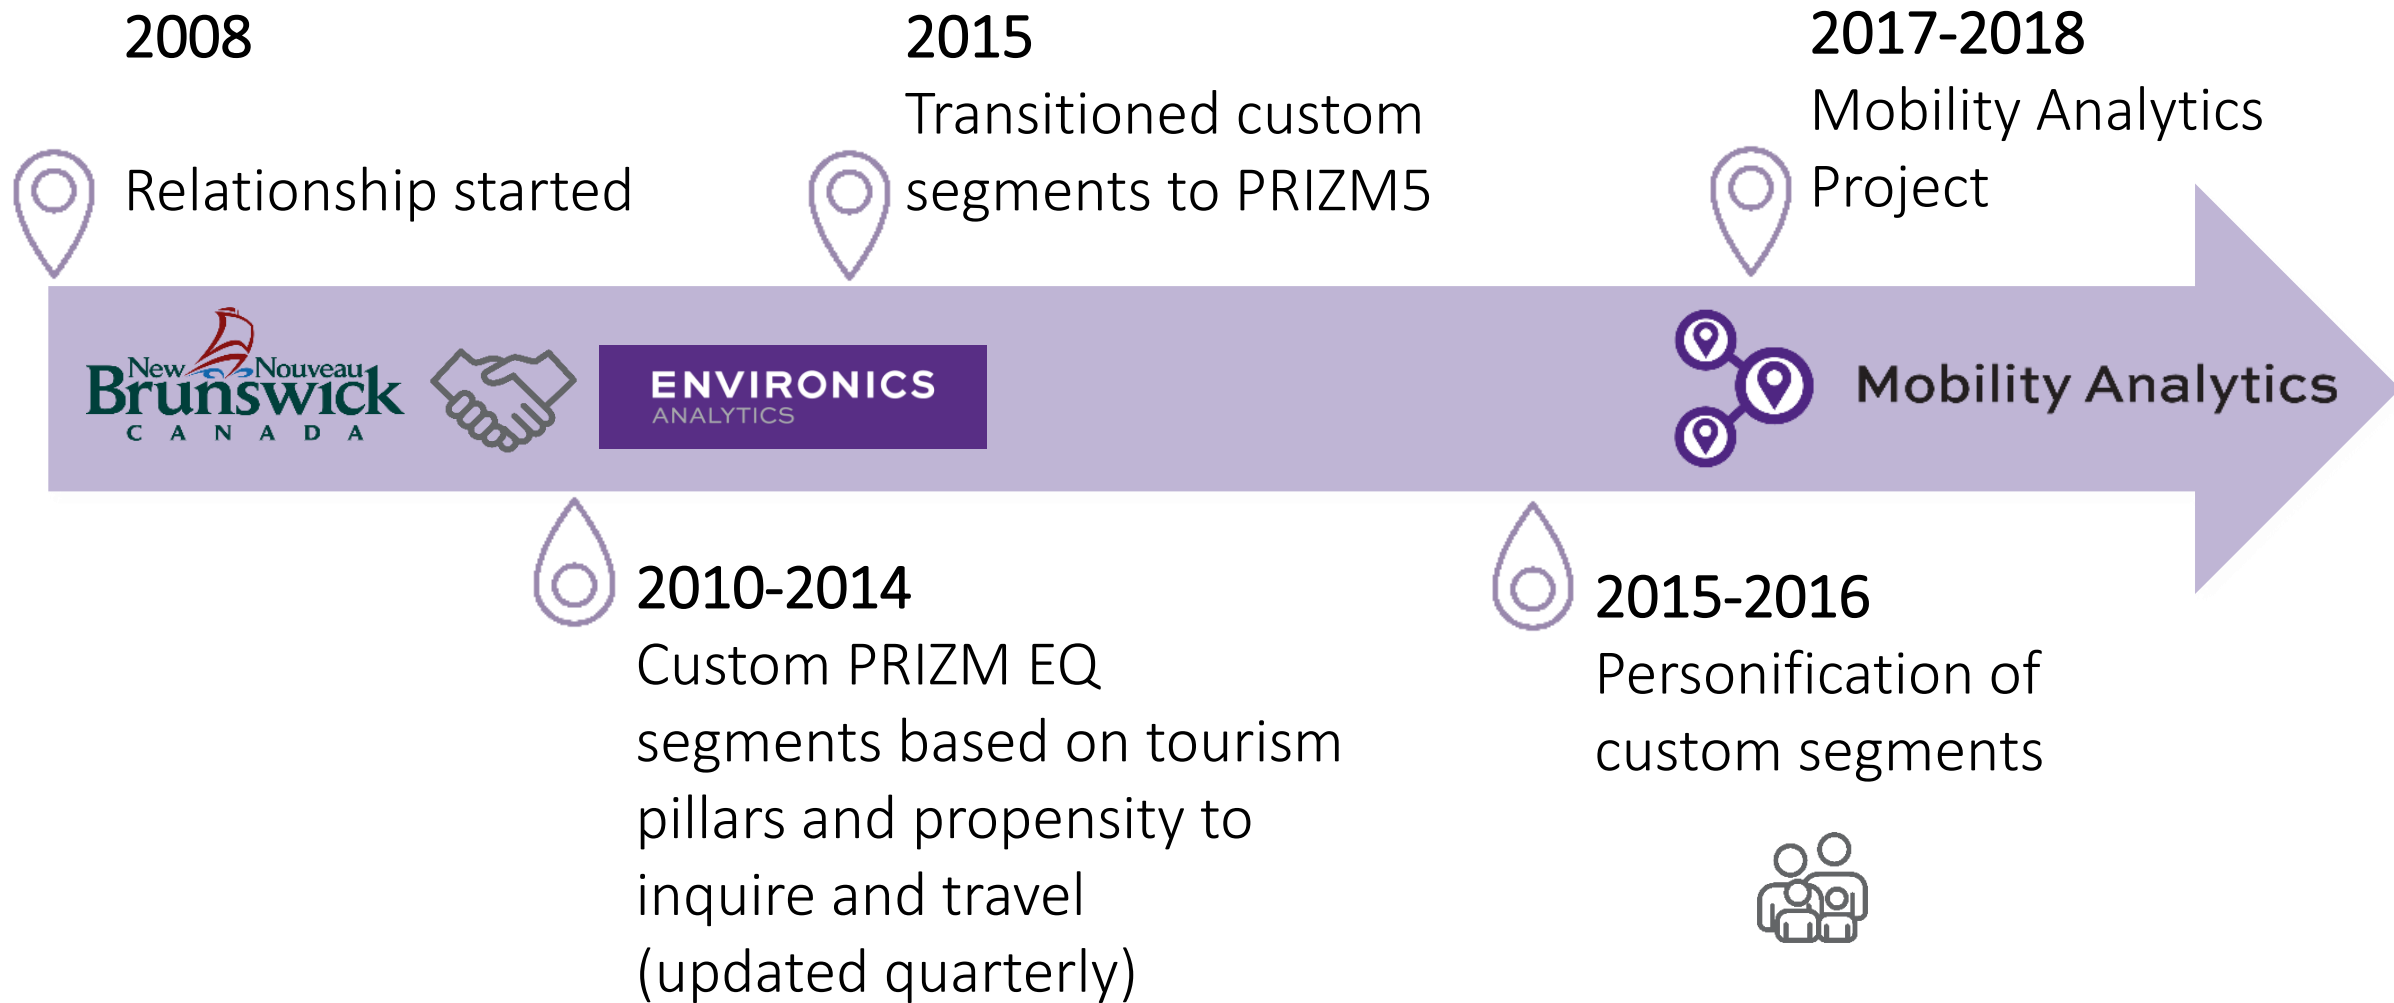 2008
Relationship started
2015
Transitioned custom
segments to PRIZM5
2017-2018
Mobility Analytics
Project
New Nouveau
Brunswick
CANADA
ENVIRONICS
ANALYTICS
Mobility Analytics
2010-2014
Custom PRIZM EQ
segments based on tourism
pillars and propensity to
inquire and travel
(updated quarterly)
2015-2016
Personification of
custom segments